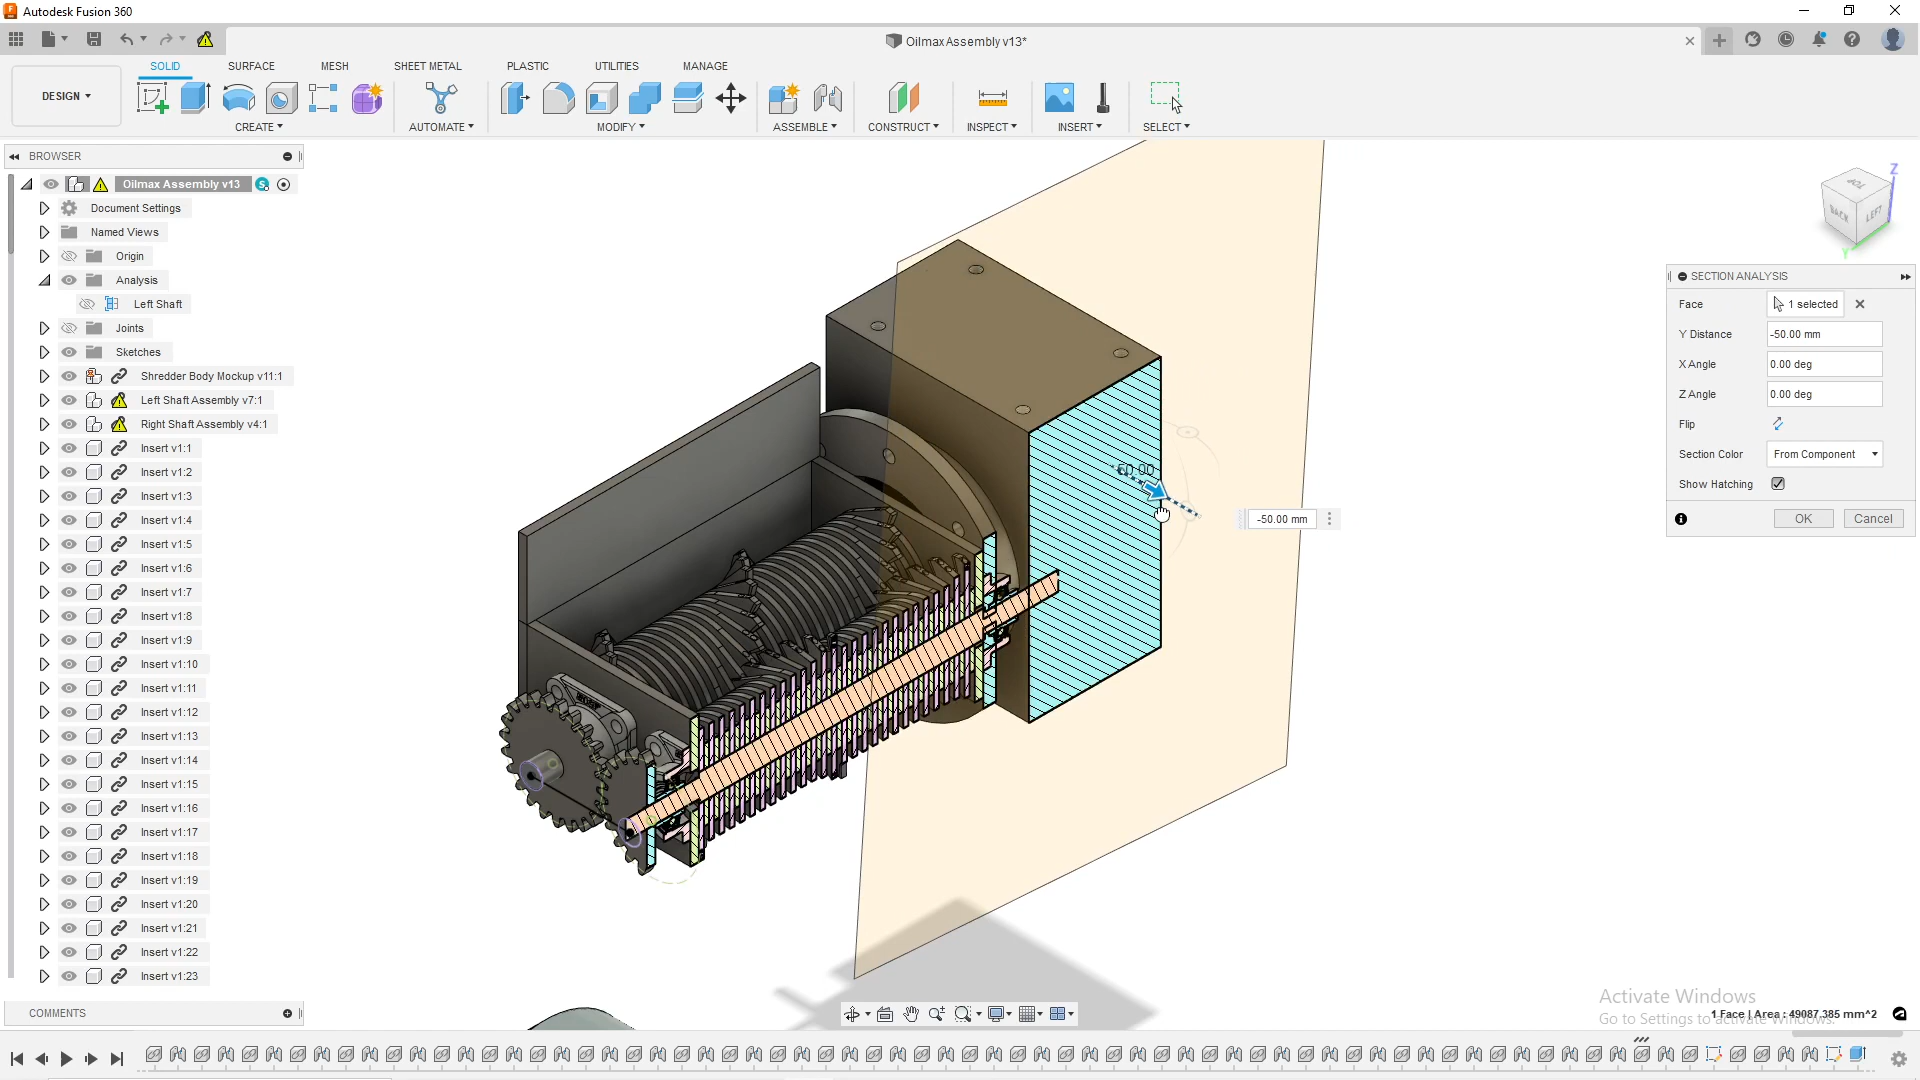 Autodesk Fusion 360
Oilmax Assembly v13*
DESIGN
SOLID
SURFACE
MESH
SHEET METAL
PLASTIC
UTILITIES
MANAGE
CREATE
AUTOMATE
MODIFY
ASSEMBLE
CONSTRUCT
INSPECT
INSERT
SELECT
BROWSER
Oilmax Assembly v13
Document Settings
Named Views
Origin
Analysis
Left Shaft
Joints
Sketches
Shredder Body Mockup v11:1
Left Shaft Assembly v7:1
Right Shaft Assembly v4:1
Insert v1:1
Insert v1:2
Insert v1:3
Insert v1:4
Insert v1:5
Insert v1:6
Insert v1:7
Insert v1:8
Insert v1:9
Insert v1:10
Insert v1:11
Insert v1:12
Insert v1:13
Insert v1:14
Insert v1:15
Insert v1:16
Insert v1:17
Insert v1:18
Insert v1:19
Insert v1:20
Insert v1:21
Insert v1:22
Insert v1:23
COMMENTS
Z
TOP
BACK
LEFT
Y
SECTION ANALYSIS
Face 1 selected
Y Distance -50.00 mm
X Angle 0.00 deg
Z Angle 0.00 deg
Flip
Section Color From Component
Show Hatching
OK Cancel
-50.00 mm
Activate Windows
1 Face | Area : 49087.385 mm^2
Go to Settings to activate Windows.